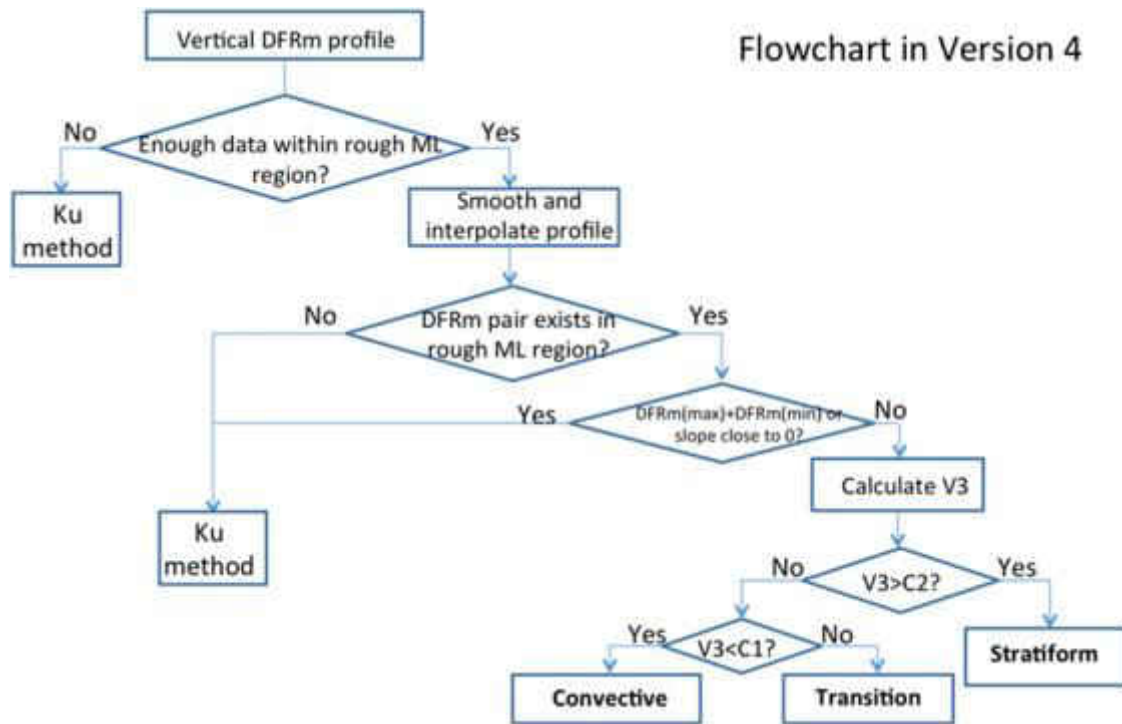 Vertical DFRm profile
Flowchart in Version 4
No
Yes
Enough data within rough ML
region?
Ku
method
Smooth and
interpolate profile
No
Yes
DFRm pair exists in
rough ML region?
Yes
No
DFRm(max)+DFRm(min) or
slope close to 0?
Calculate V3
Ku
method
No
Yes
V3>C2?
Yes
No
V3<C1?
Stratiform
Convective
Transition